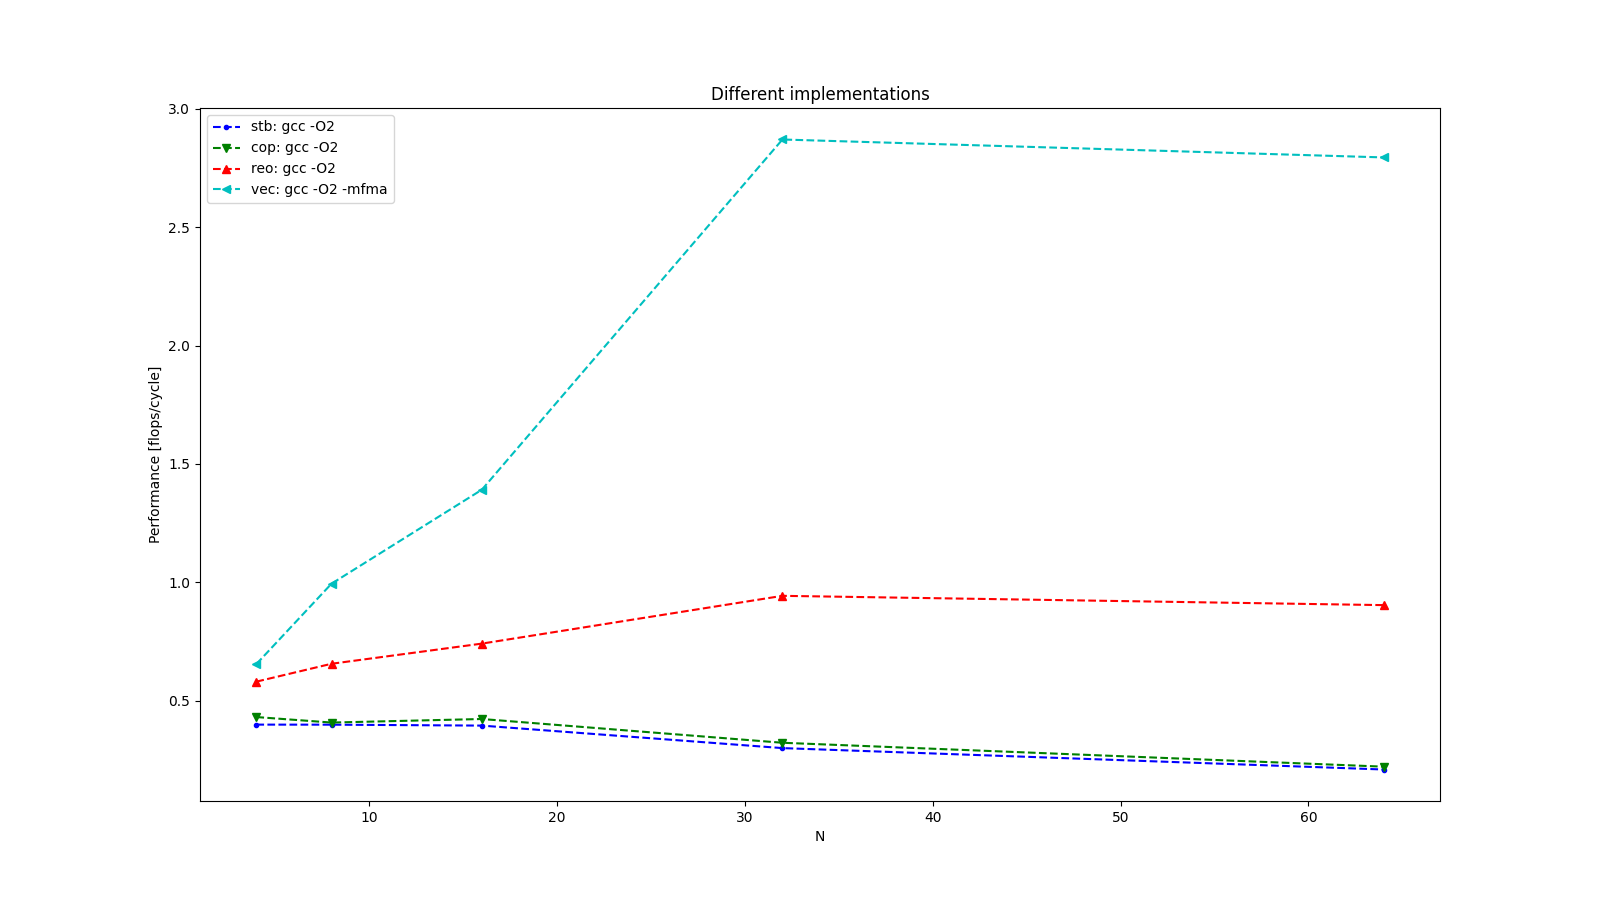 Different implementations
stb: gcc -O2
cop: gcc -O2
reo: gcc -O2
vec: gcc -O2 -mfma
Performance [flops/cycle]
3.0
2.5
2.0
1.5
1.0
0.5
10
20
30
40
50
60
N